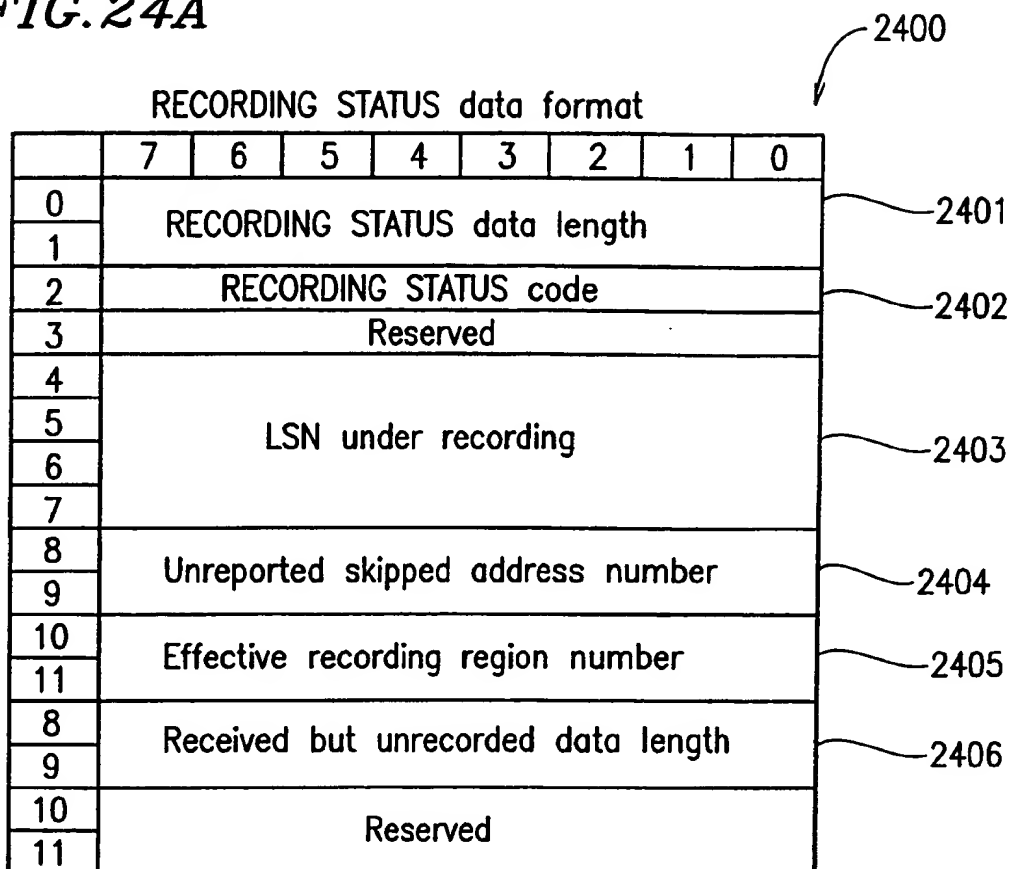 FIG. 24A
2400
RECORDING STATUS data format
7 6 5 4 3 2 1 0
0
1
RECORDING STATUS data length
2401
2
RECORDING STATUS code
2402
3
Reserved
4
5
6
7
LSN under recording
2403
8
9
Unreported skipped address number
2404
10
11
Effective recording region number
2405
8
9
Received but unrecorded data length
2406
10
11
Reserved